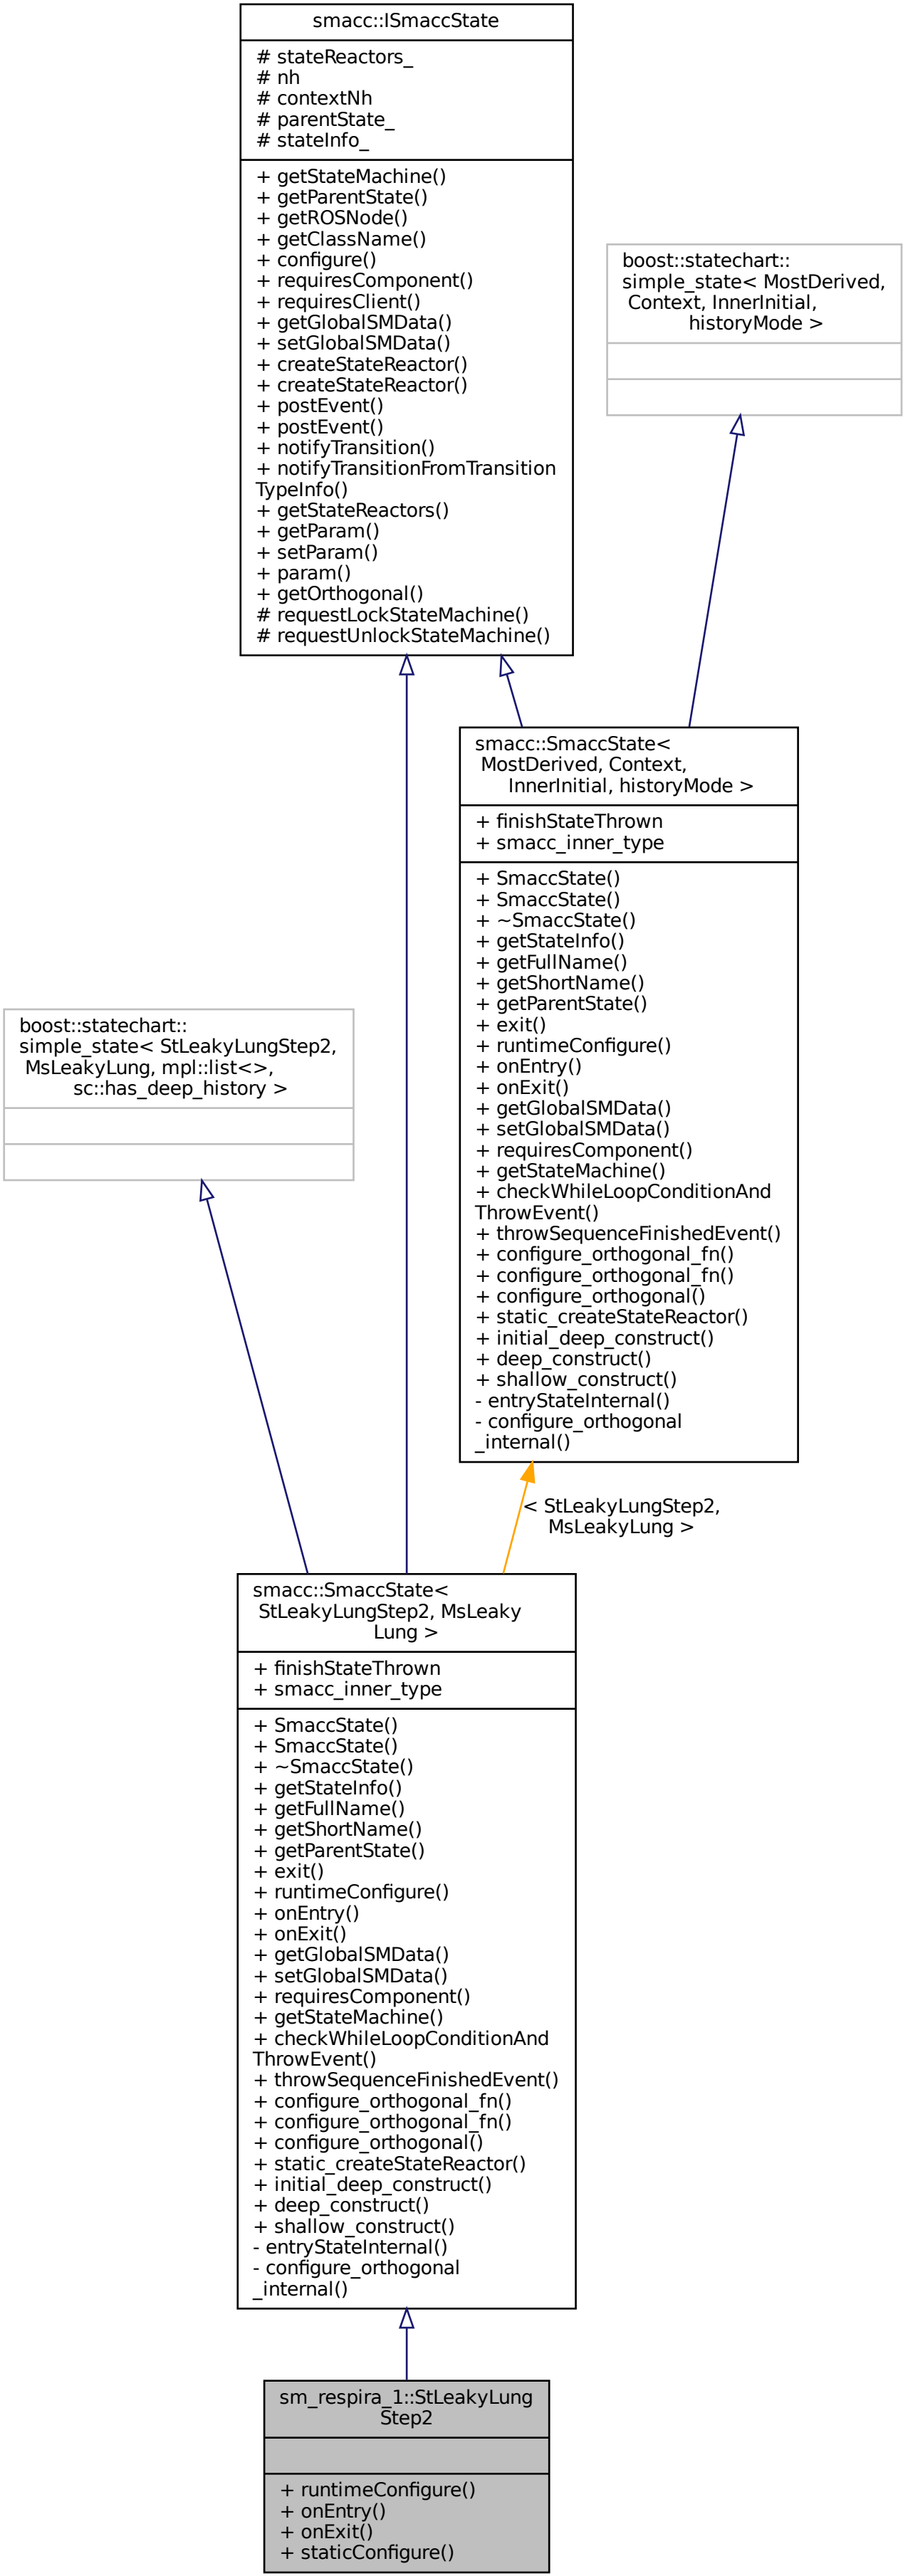 smacc::ISmaccState
# stateReactors_
# nh
# contextNh
# parentState_
# stateInfo_
+ getStateMachine()
+ getParentState()
+ getROSNode()
+ getClassName()
+ configure()
+ requiresComponent()
+ requiresClient()
+ getGlobalSMData()
+ setGlobalSMData()
+ createStateReactor()
+ createStateReactor()
+ postEvent()
+ postEvent()
+ notifyTransition()
+ notifyTransitionFromTransition
TypeInfo()
+ getStateReactors()
+ getParam()
+ setParam()
+ param()
+ getOrthogonal()
# requestLockStateMachine()
# requestUnlockStateMachine()
boost::statechart::
simple_state< MostDerived,
Context, InnerInitial,
historyMode >
smacc::SmaccState<
MostDerived, Context,
InnerInitial, historyMode >
+ finishStateThrown
+ smacc_inner_type
+ SmaccState()
+ SmaccState()
+ ~SmaccState()
+ getStateInfo()
+ getFullName()
+ getShortName()
+ getParentState()
+ exit()
+ runtimeConfigure()
+ onEntry()
+ onExit()
+ getGlobalSMData()
+ setGlobalSMData()
+ requiresComponent()
+ getStateMachine()
+ checkWhileLoopConditionAnd
ThrowEvent()
+ throwSequenceFinishedEvent()
+ configure_orthogonal_fn()
+ configure_orthogonal_fn()
+ configure_orthogonal()
+ static_createStateReactor()
+ initial_deep_construct()
+ deep_construct()
+ shallow_construct()
- entryStateInternal()
- configure_orthogonal
_internal()
boost::statechart::
simple_state< StLeakyLungStep2,
MsLeakyLung, mpl::list<>,
sc::has_deep_history >
< StLeakyLungStep2,
MsLeakyLung >
smacc::SmaccState<
StLeakyLungStep2, MsLeaky
Lung >
+ finishStateThrown
+ smacc_inner_type
+ SmaccState()
+ SmaccState()
+ ~SmaccState()
+ getStateInfo()
+ getFullName()
+ getShortName()
+ getParentState()
+ exit()
+ runtimeConfigure()
+ onEntry()
+ onExit()
+ getGlobalSMData()
+ setGlobalSMData()
+ requiresComponent()
+ getStateMachine()
+ checkWhileLoopConditionAnd
ThrowEvent()
+ throwSequenceFinishedEvent()
+ configure_orthogonal_fn()
+ configure_orthogonal_fn()
+ configure_orthogonal()
+ static_createStateReactor()
+ initial_deep_construct()
+ deep_construct()
+ shallow_construct()
- entryStateInternal()
- configure_orthogonal
_internal()
sm_respira_1::StLeakyLung
Step2
+ runtimeConfigure()
+ onEntry()
+ onExit()
+ staticConfigure()